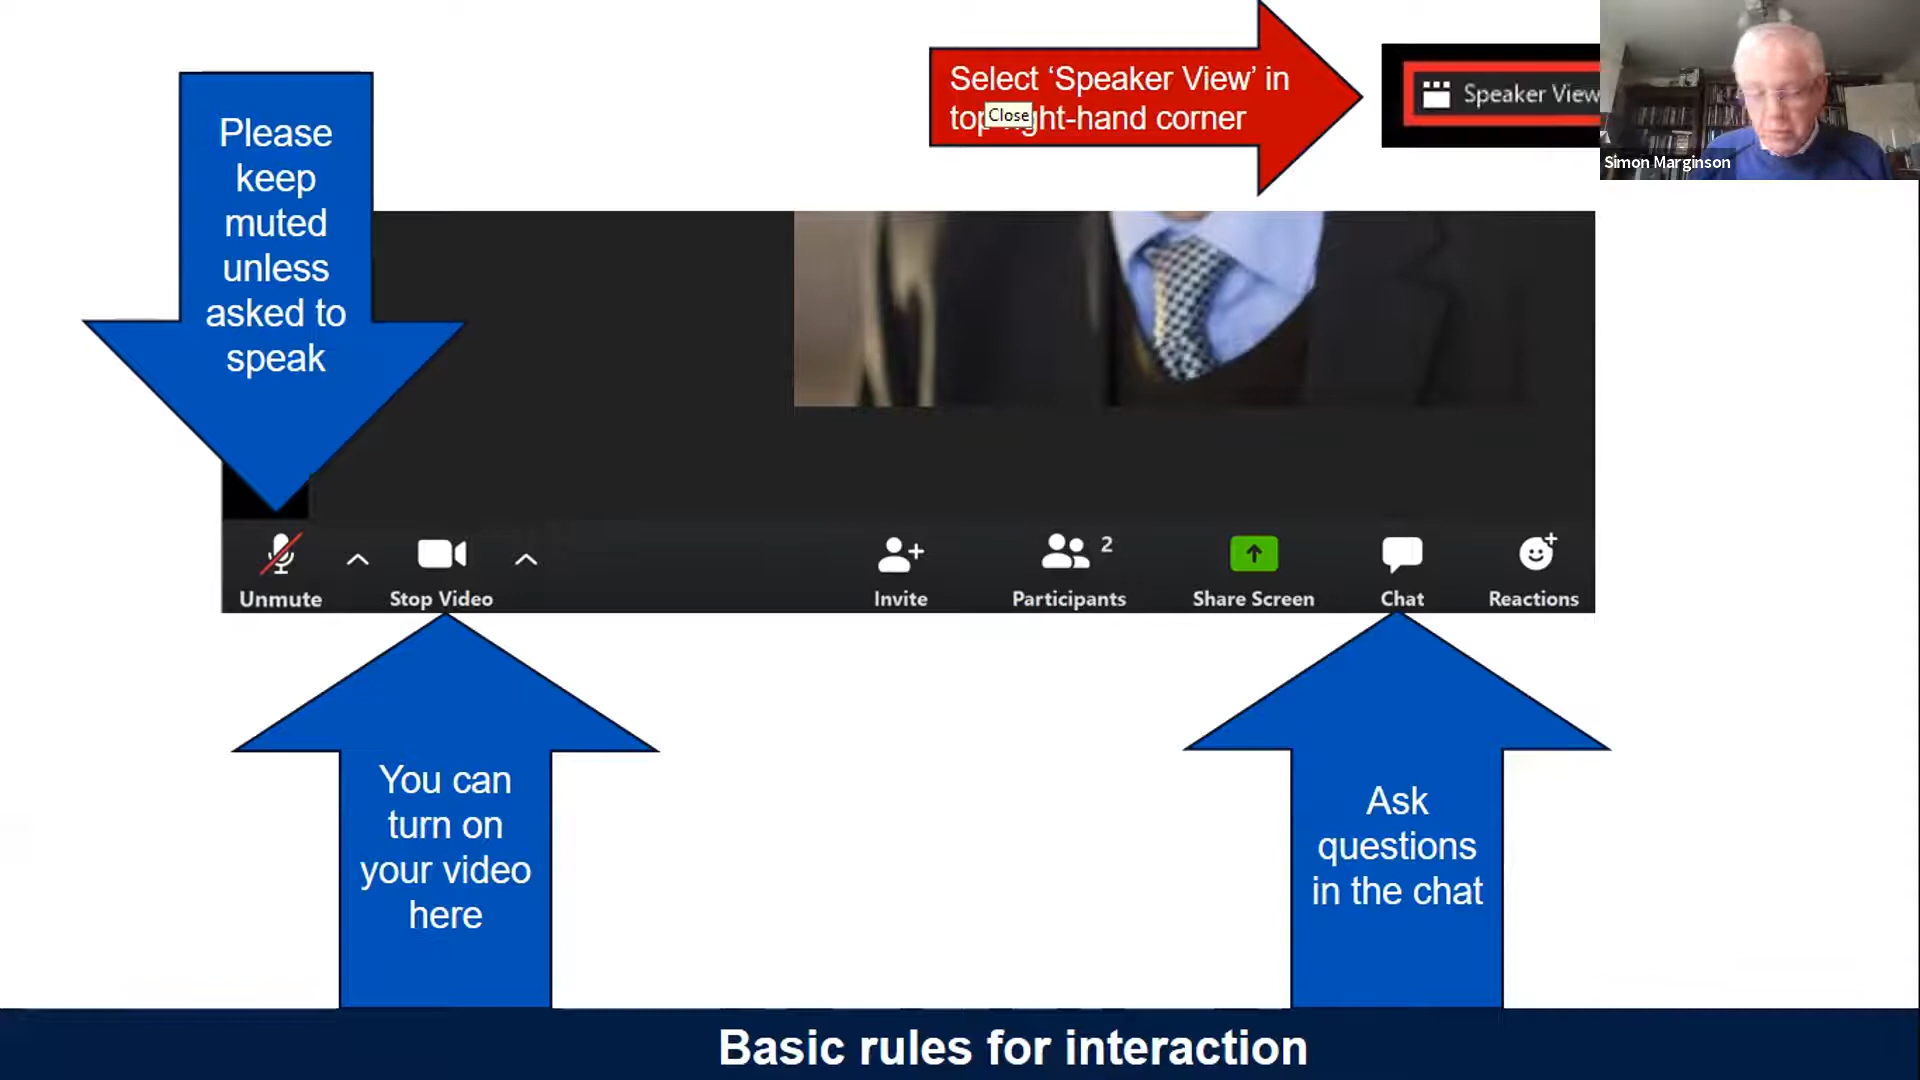 Select ‘Speaker View’ in
top right-hand corner
Close
Speaker View
Simon Marginson
Please
keep
muted
unless
asked to
speak
2
Unmute
Stop Video
Invite
Participants
Share Screen
Chat
Reactions
You can
turn on
your video
here
Ask
questions
in the chat
Basic rules for interaction